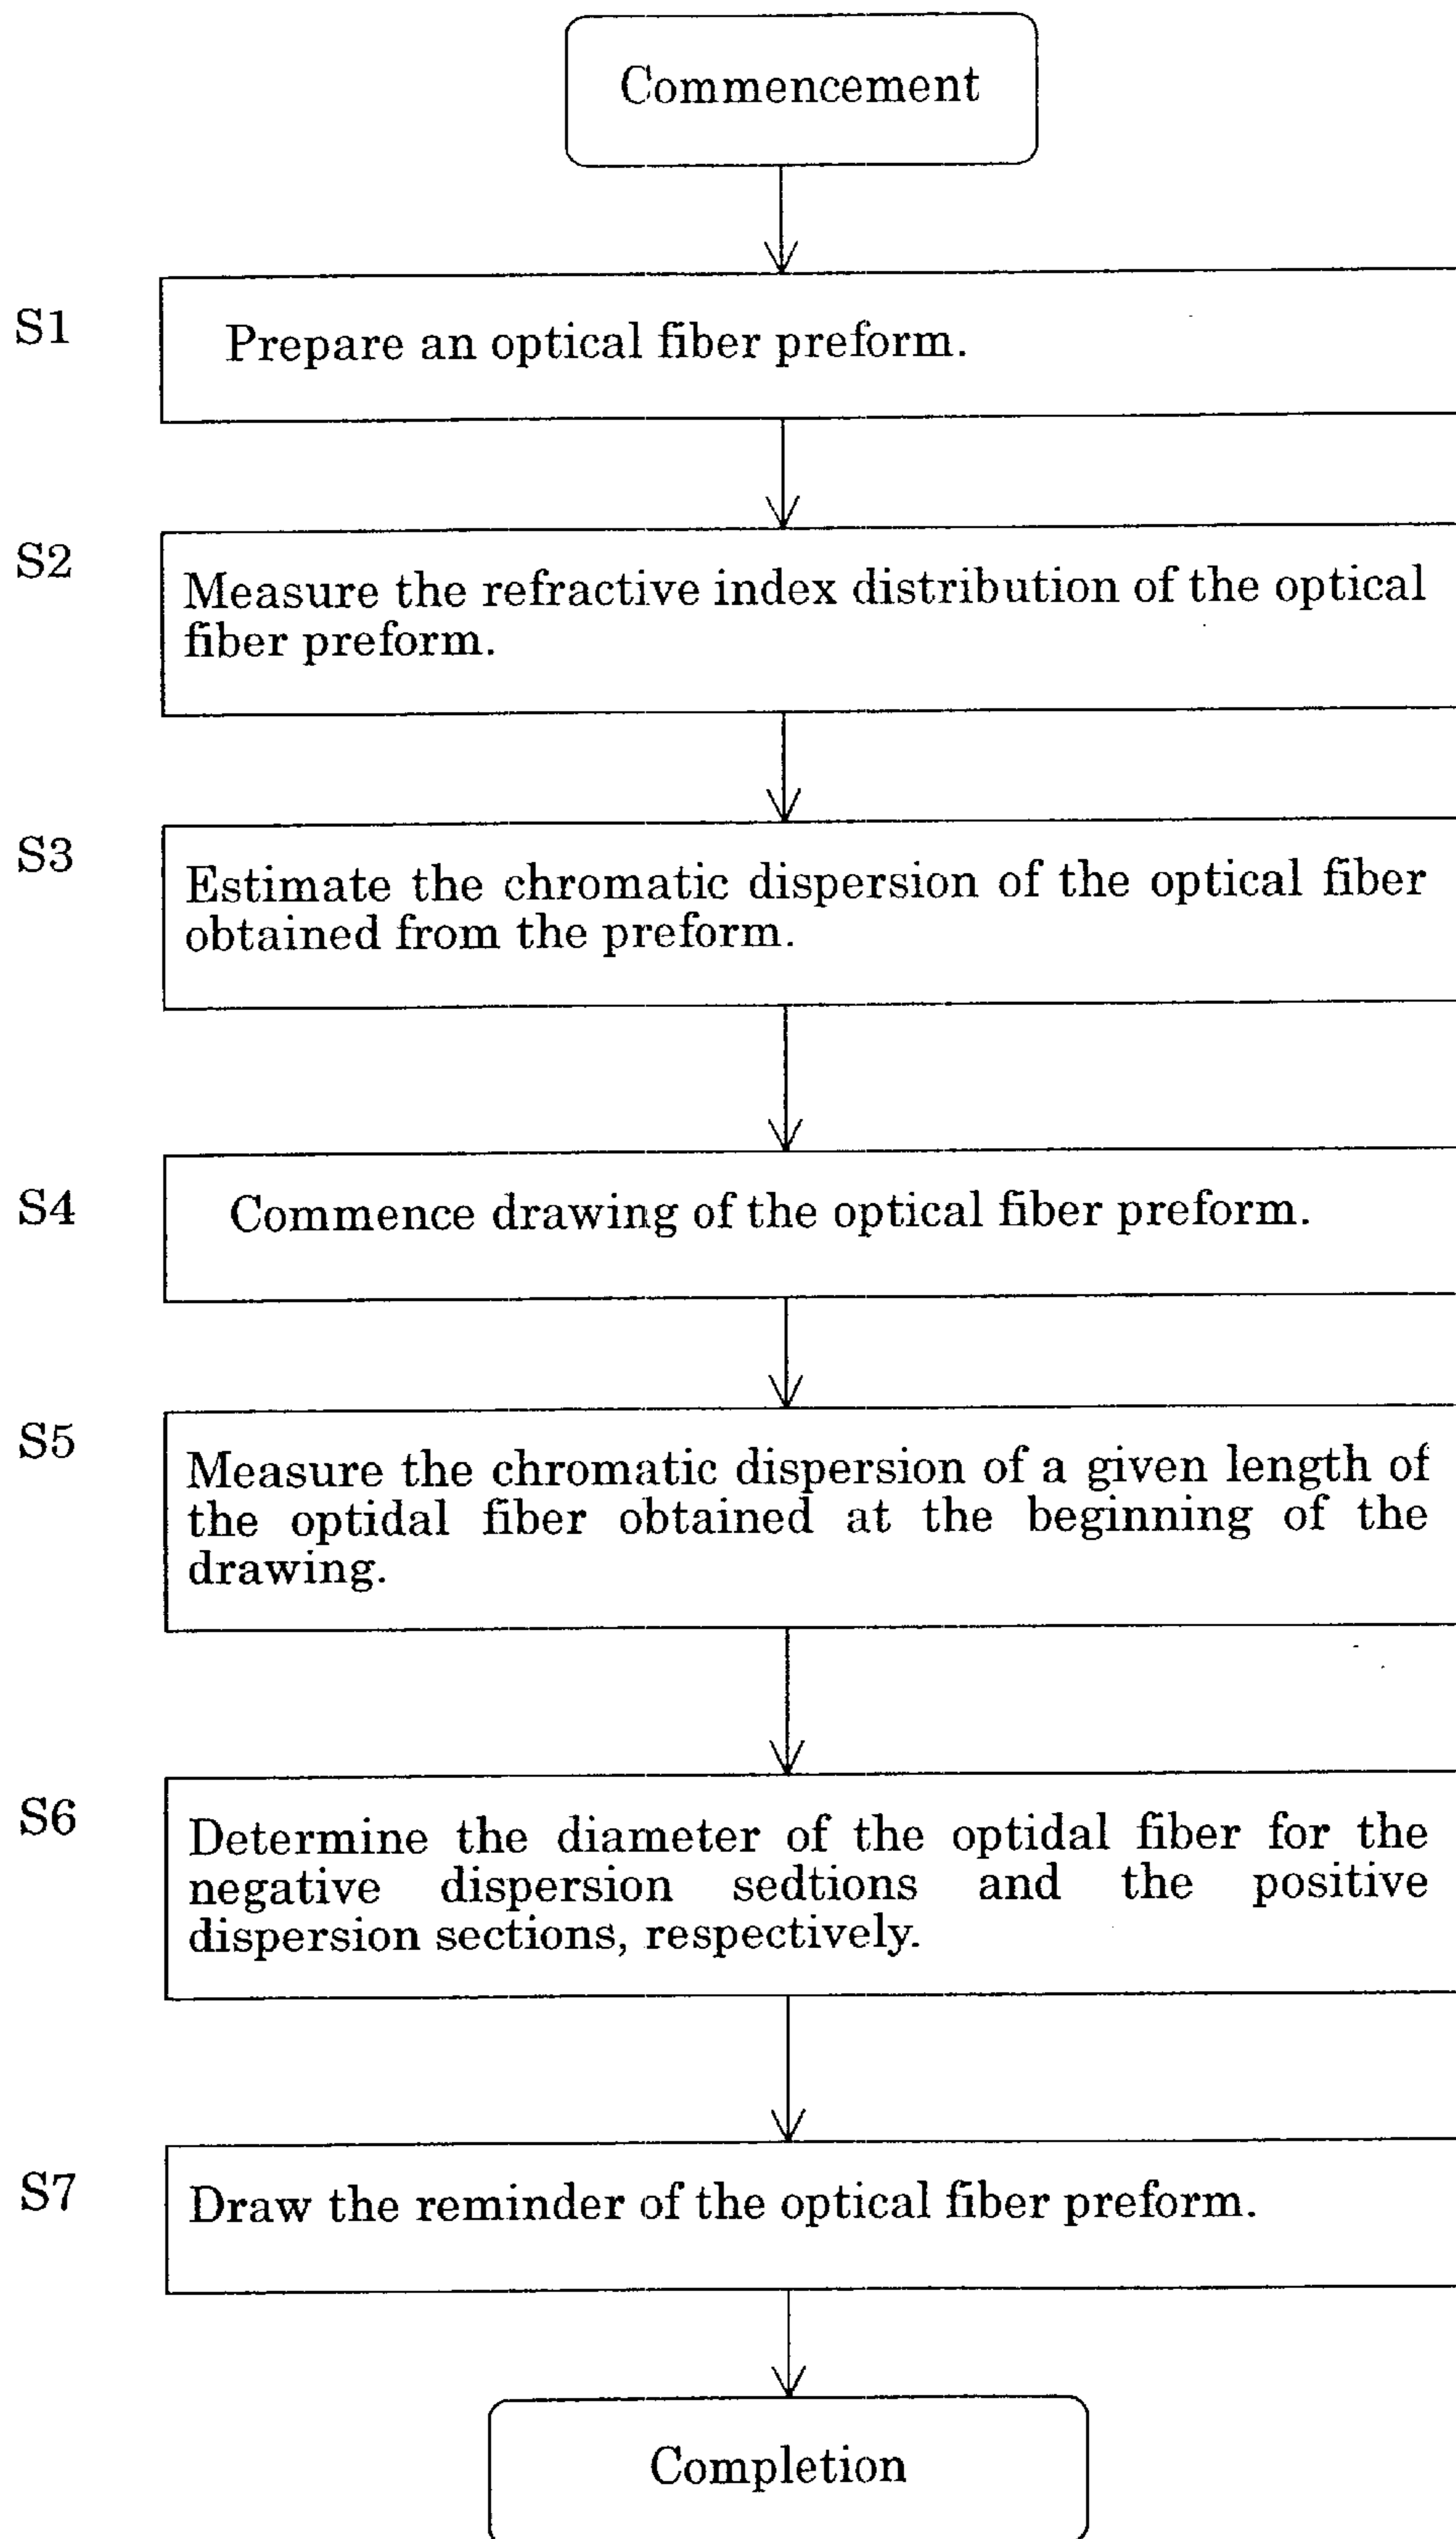 Commencement
S1
Prepare an optical fiber preform.
S2
Measure the refractive index distribution of the optical
fiber preform.
S3
Estimate the chromatic dispersion of the optical fiber
obtained from the preform.
S4
Commence drawing of the optical fiber preform.
S5
Measure the chromatic dispersion of a given length of
the optidal fiber obtained at the beginning of the
drawing.
S6
Determine the diameter of the optidal fiber for the
negative dispersion sedtions and the positive
dispersion sections, respectively.
S7
Draw the reminder of the optical fiber preform.
Completion